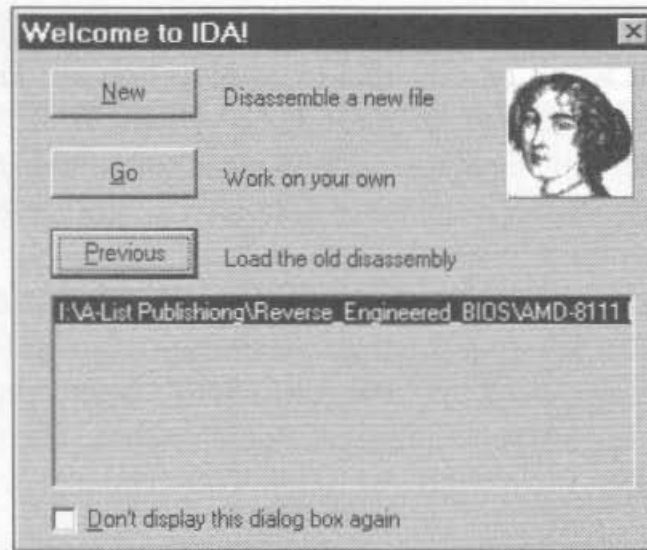 Welcome to IDA!
New
Disassemble a new file
Go
Work on your own
Previous
Load the old disassembly
I:\A-List Publishiong\Reverse_Engineered_BIOS\AMD-8111
Don't display this dialog box again